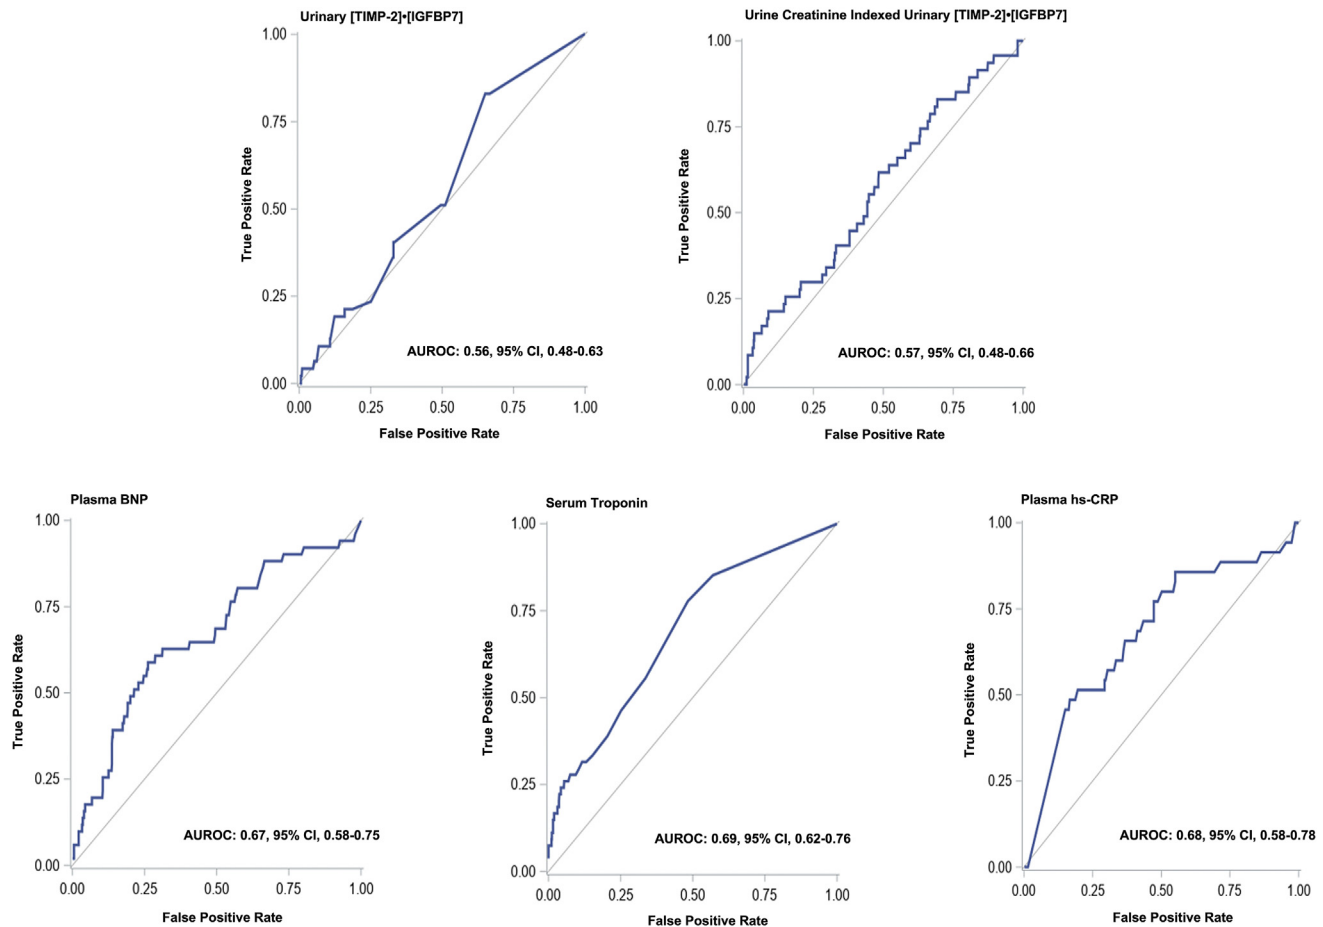 Urinary [TIMP-2]•[IGFBP7]
1.00
0.75
0.50
0.25
0.00
True Positive Rate
AUROC: 0.56, 95% CI, 0.48-0.63
0.00 0.25 0.50 0.75 1.00
False Positive Rate
Urine Creatinine Indexed Urinary [TIMP-2]•[IGFBP7]
1.00
0.75
0.50
0.25
0.00
True Positive Rate
AUROC: 0.57, 95% CI, 0.48-0.66
0.00 0.25 0.50 0.75 1.00
False Positive Rate
Plasma BNP
1.00
0.75
0.50
0.25
0.00
True Positive Rate
AUROC: 0.67, 95% CI, 0.58-0.75
0.00 0.25 0.50 0.75 1.00
False Positive Rate
Serum Troponin
1.00
0.75
0.50
0.25
0.00
True Positive Rate
AUROC: 0.69, 95% CI, 0.62-0.76
0.00 0.25 0.50 0.75 1.00
False Positive Rate
Plasma hs-CRP
1.00
0.75
0.50
0.25
0.00
True Positive Rate
AUROC: 0.68, 95% CI, 0.58-0.78
0.00 0.25 0.50 0.75 1.00
False Positive Rate